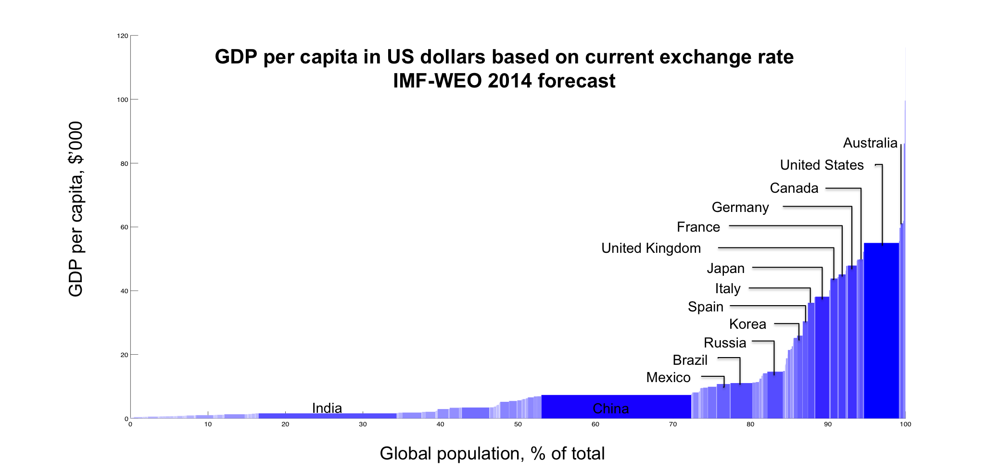 GDP per capita in US dollars based on current exchange rate
IMF-WEO 2014 forecast
GDP per capita, $’000
120
100
80
60
40
20
0
Australia
United States
Canada
Germany
France
United Kingdom
Japan
Italy
Spain
Korea
Russia
Brazil
Mexico
India
China
0 10 20 30 40 50 60 70 80 90 100
Global population, % of total